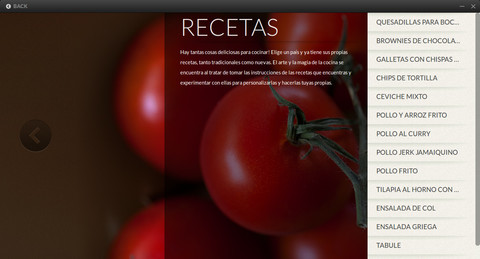 BACK
RECETAS
Hay tantas cosas deliciosas para cocinar! Elige un país y ya tiene sus propias
recetas, tanto tradicionales como nuevas. El arte y la magia de la cocina se
encuentra al tratar de tomar las instrucciones de las recetas que encuentras y
experimentar con ellas para personalizarlas y hacerlas tuyas propias.
QUESADILLAS PARA BOC...
BROWNIES DE CHOCOLA...
GALLETAS CON CHISPAS ...
CHIPS DE TORTILLA
CEVICHE MIXTO
POLLO Y ARROZ FRITO
POLLO AL CURRY
POLLO JERK JAMAIQUINO
POLLO FRITO
TILAPIA AL HORNO CON ...
ENSALADA DE COL
ENSALADA GRIEGA
TABULE